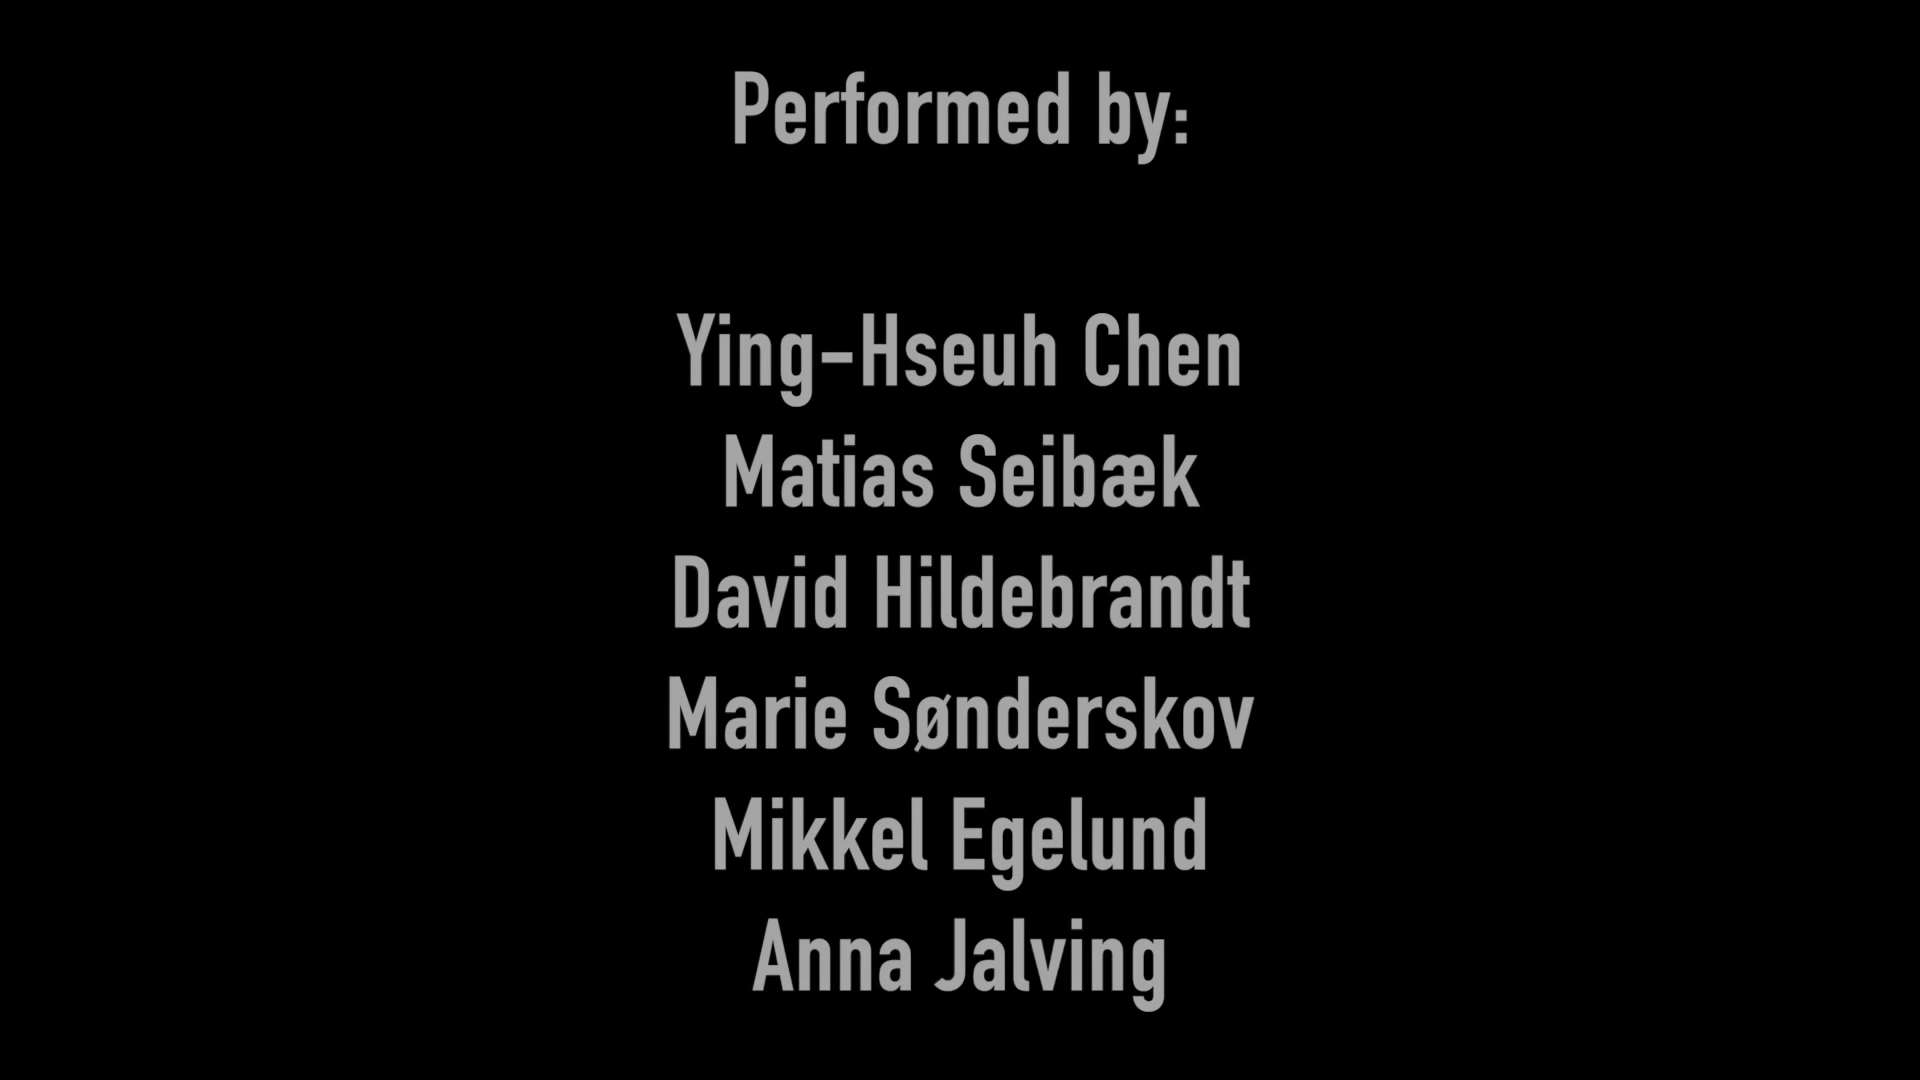 Performed by:
Ying-Hseuh Chen
Matias Seibæk
David Hildebrandt
Marie Sønderskov
Mikkel Egelund
Anna Jalving